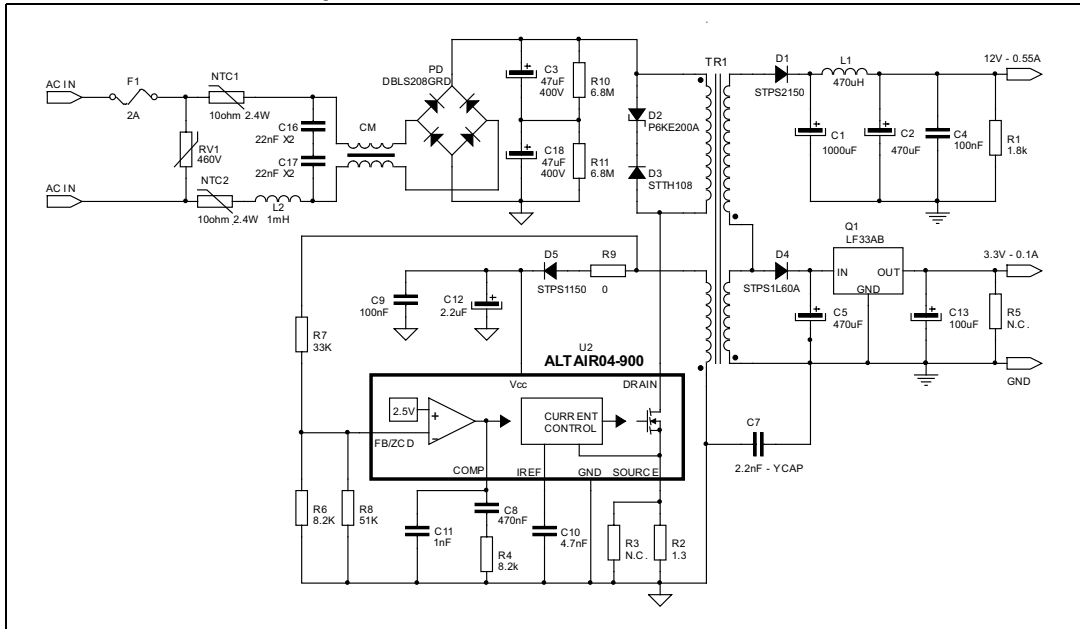 AC IN
F1
2A
NTC1
10ohm 2.4W
RV1
460V
C16
22nF X2
C17
22nF X2
CM
PD
DBLS208GRD
C3
47uF
400V
R10
6.8M
C18
47uF
400V
R11
6.8M
D2
P6KE200A
D3
STTH108
TR1
D1
STPS2150
L1
470uH
12V - 0.55A
C1
1000uF
C2
470uF
C4
100nF
R1
1.8k
AC IN
NTC2
10ohm 2.4W
L2
1mH
Q1
LF33AB
IN
OUT
GND
D4
STPS1L60A
3.3V - 0.1A
C5
470uF
C13
100uF
R5
N.C.
GND
D5
STPS1150
R9
0
C9
100nF
C12
2.2uF
R7
33K
U2
ALTAIR04-900
Vcc
DRAIN
2.5V
+
-
CURRENT
CONTROL
FB/ZCD
COMP
IREF
GND
SOURCE
C7
2.2nF - YCAP
R6
8.2K
R8
51K
C11
1nF
C8
470nF
R4
8.2k
C10
4.7nF
R3
N.C.
R2
1.3